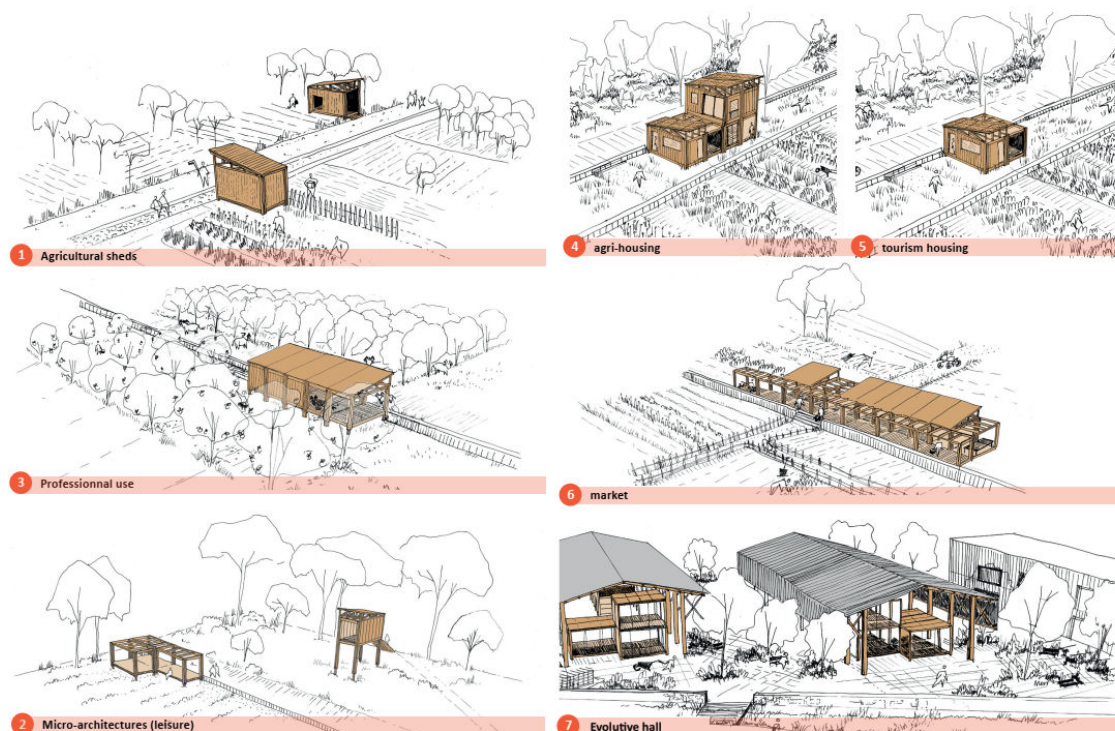 1 Agricultural sheds
4 agri-housing
5 tourism housing
3 Professionnal use
6 market
2 Micro-architectures (leisure)
7 Evolutive hall